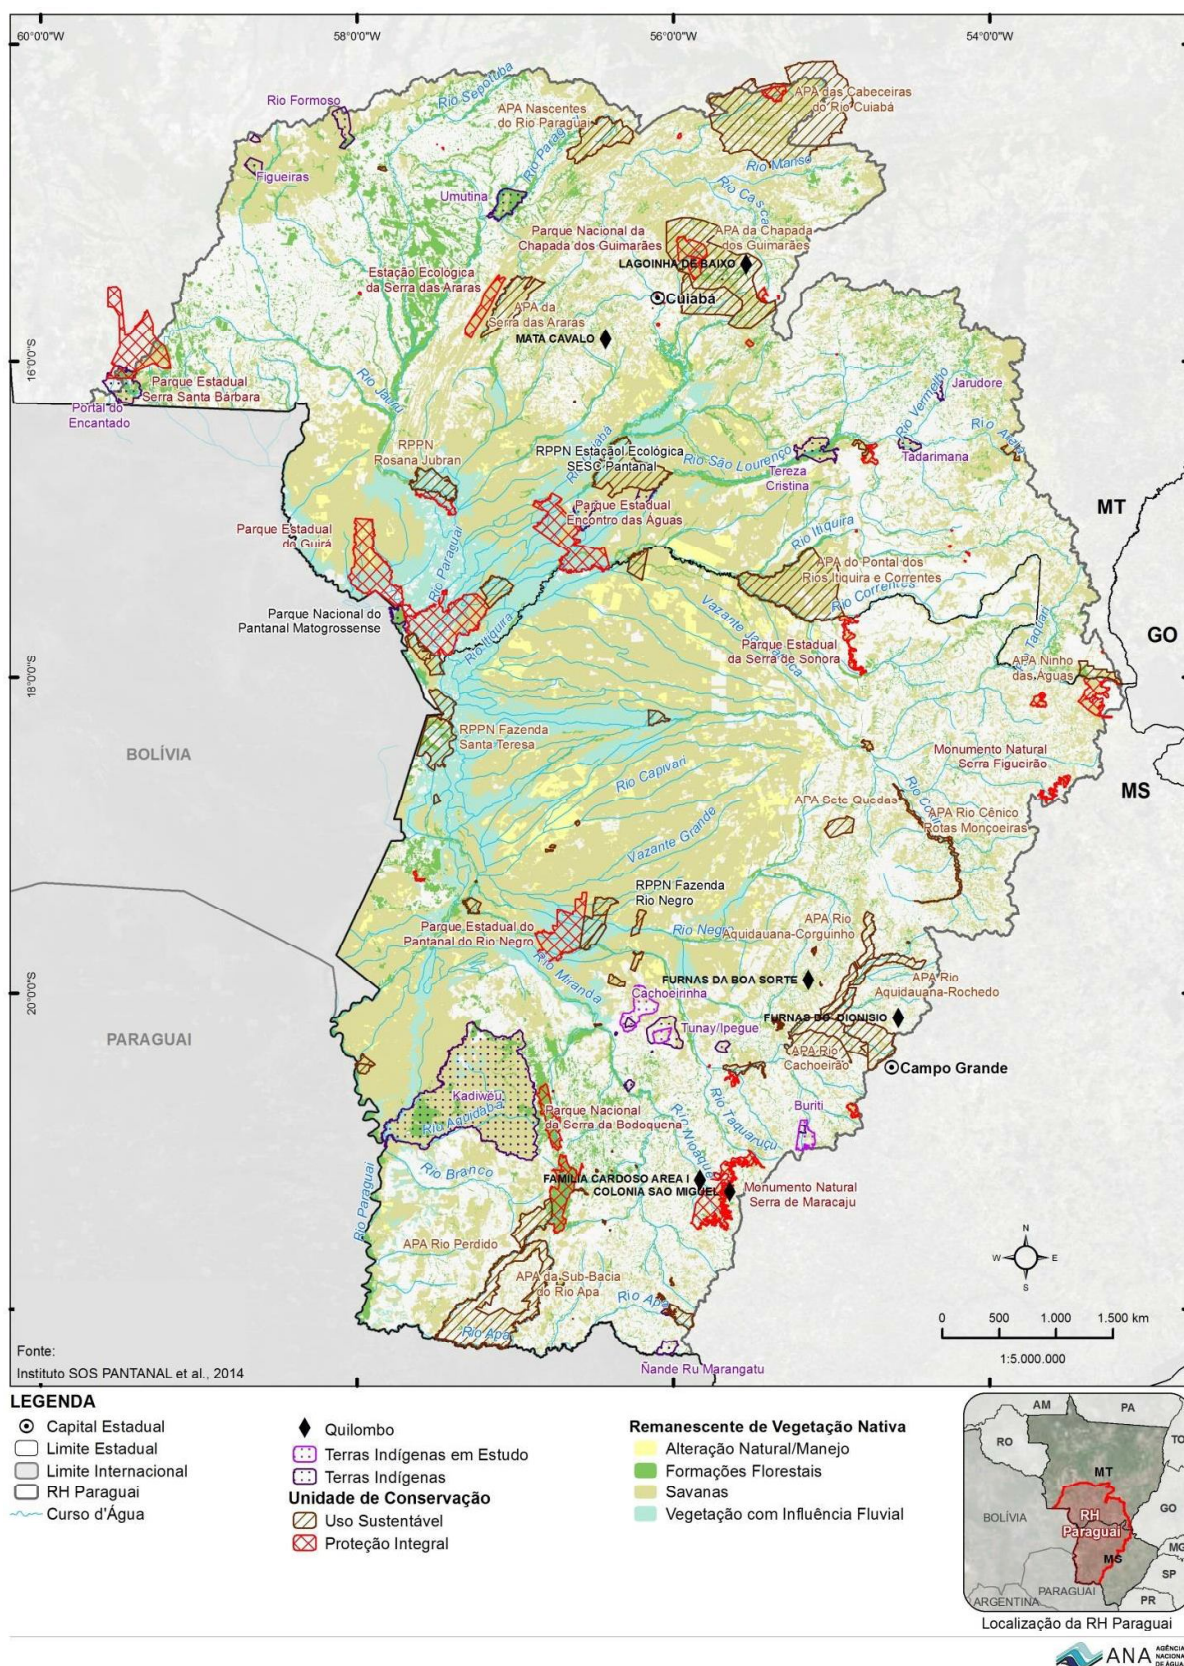 60°0'0"W
58°0'0"W
56°0'0"W
54°0'0"W
Rio Formoso
Rio Sepotuba
APA Nascentes
do Rio Paraguai
APA das Cabeceiras
do Rio Cuiabá
Rio Manso
Figueiras
Umutina
Rio Casca
Parque Nacional da
Chapada dos Guimarães
APA da Chapada
dos Guimarães
LAGOINHA DE BAIXO
Estação Ecológica
da Serra das Araras
Cuiabá
APA da
Serra das Araras
MATA CAVALO
16°0'0"S
Parque Estadual
Serra Santa Bárbara
Portal do
Encantado
Rio Jauru
Jarudore
Rio Vermelho
RPPN
Rosana Jubran
RPPN Estação Ecológica
SESC Pantanal
Rio São Lourenço
Tereza
Cristina
Tadarimana
MT
Parque Estadual
Encontro das Águas
Parque Estadual
do Guirá
Rio Paraguai
Rio Itiquira
APA do Pontal dos
Rios Itiquira e Correntes
Rio Correntes
Parque Nacional do
Pantanal Matogrossense
Rio Itiquira
Parque Estadual
da Serra de Sonora
GO
APA Ninho
das Águas
18°0'0"S
RPPN Fazenda
Santa Teresa
BOLÍVIA
Rio Capivari
Monumento Natural
Serra Figueirão
MS
APA Sete Quedas
APA Rio Cênico
Rotas Monçoeiras
Vazante Grande
RPPN Fazenda
Rio Negro
Parque Estadual do
Pantanal do Rio Negro
Rio Negro
APA Rio
Aquidauana-Corguinho
Rio Miranda
FURNAS DA BOA SORTE
APA Rio
Aquidauana-Rochedo
20°0'0"S
Cachoeirinha
FURNAS DO DIONISIO
Tunay/Ipegue
PARAGUAI
APA Rio
Cachoeirão
Campo Grande
Kadiwéu
Rio Aquidabã
Parque Nacional
da Serra da Bodoquena
Buriti
Rio Taquaruçu
Rio Nioaque
Rio Branco
FAMÍLIA CARDOSO AREA I
COLONIA SAO MIGUEL
Monumento Natural
Serra de Maracaju
Rio Paraguai
APA Rio Perdido
APA da Sub-Bacia
do Rio Apa
Rio Apa
Rio Apa
Ñande Ru Marangatu
N
W
E
S
0 500 1.000 1.500 km
1:5.000.000
Fonte:
Instituto SOS PANTANAL et al., 2014
LEGENDA
Capital Estadual
Limite Estadual
Limite Internacional
RH Paraguai
Curso d'Água
Quilombo
Terras Indígenas em Estudo
Terras Indígenas
Unidade de Conservação
Uso Sustentável
Proteção Integral
Remanescente de Vegetação Nativa
Alteração Natural/Manejo
Formações Florestais
Savanas
Vegetação com Influência Fluvial
AM
PA
RO
TO
MT
GO
BOLÍVIA
RH
Paraguai
MS
MG
SP
PARAGUAI
ARGENTINA
PR
Localização da RH Paraguai
ANA
AGÊNCIA
NACIONAL
DE ÁGUAS